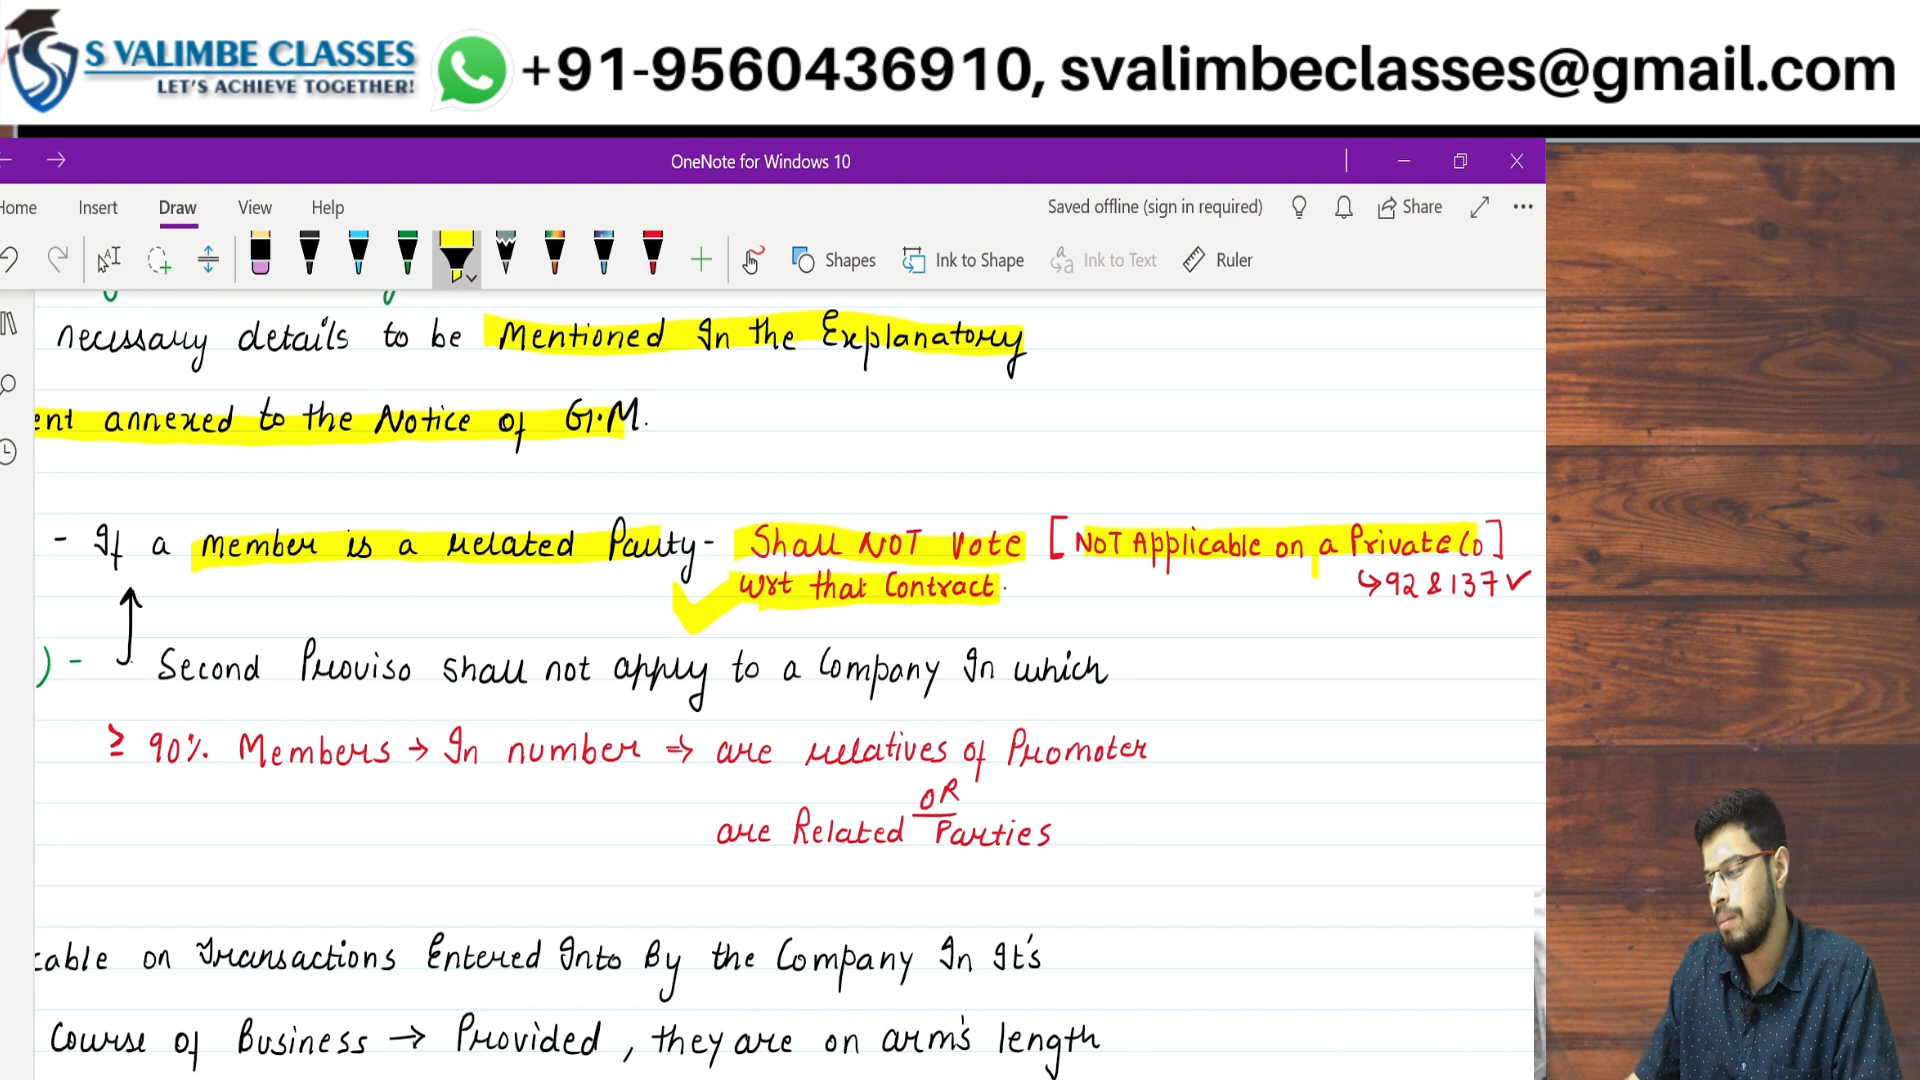 S VALIMBE CLASSES
LET'S ACHIEVE TOGETHER!
+91-9560436910, svalimbeclasses@gmail.com
OneNote for Windows 10
Home Insert Draw View Help
Saved offline (sign in required) Share
Shapes Ink to Shape Ink to Text Ruler
necessary details to be Mentioned In the Explanatory
ent annexed to the Notice of G.M.
- If a member is a related Party - Shall NOT Vote [NOT Applicable on a Private Co]
wrt that Contract. ↳ 92 & 137 ✓
) - Second Proviso shall not apply to a Company In which
≥ 90% Members → In number ⇒ are relatives of Promoter
OR
are Related Parties
cable on Transactions Entered Into By the Company In It's
Course of Business → Provided, they are on arm's length